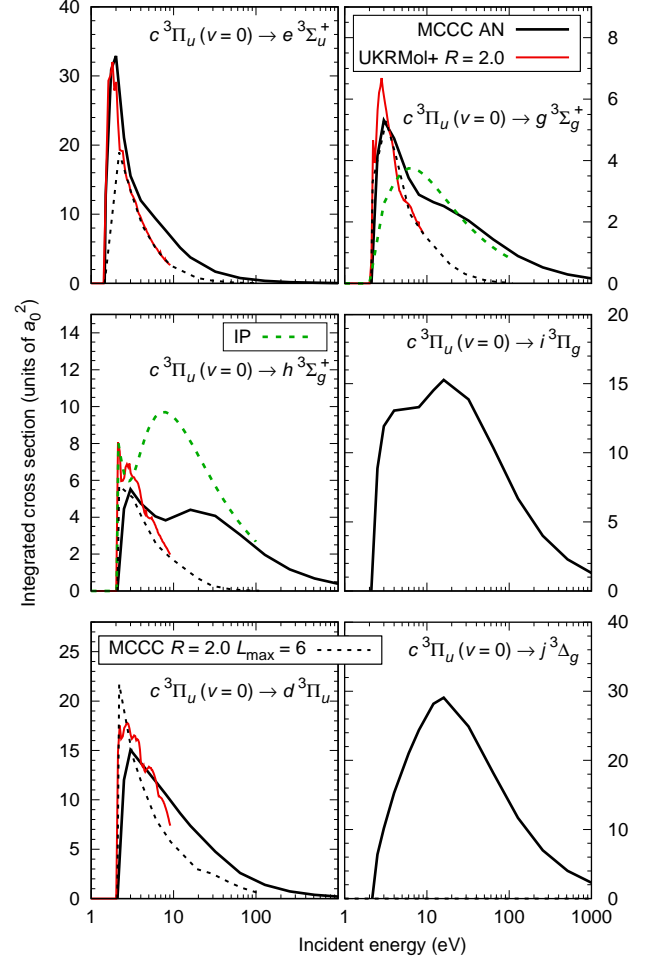 c ³Πᵤ (v = 0) → e ³Σᵤ⁺
MCCC AN
UKRMol+ R = 2.0
c ³Πᵤ (v = 0) → g ³Σg⁺
40
30
20
10
0
8
6
4
2
0
IP
c ³Πᵤ (v = 0) → h ³Σg⁺
c ³Πᵤ (v = 0) → i ³Πg
14
12
10
8
6
4
2
0
20
15
10
5
0
Integrated cross section (units of a₀²)
MCCC R = 2.0 Lmax = 6
c ³Πᵤ (v = 0) → d ³Πᵤ
c ³Πᵤ (v = 0) → j ³Δg
25
20
15
10
5
0
40
30
20
10
0
1 10 100 1 10 100 1000
Incident energy (eV)